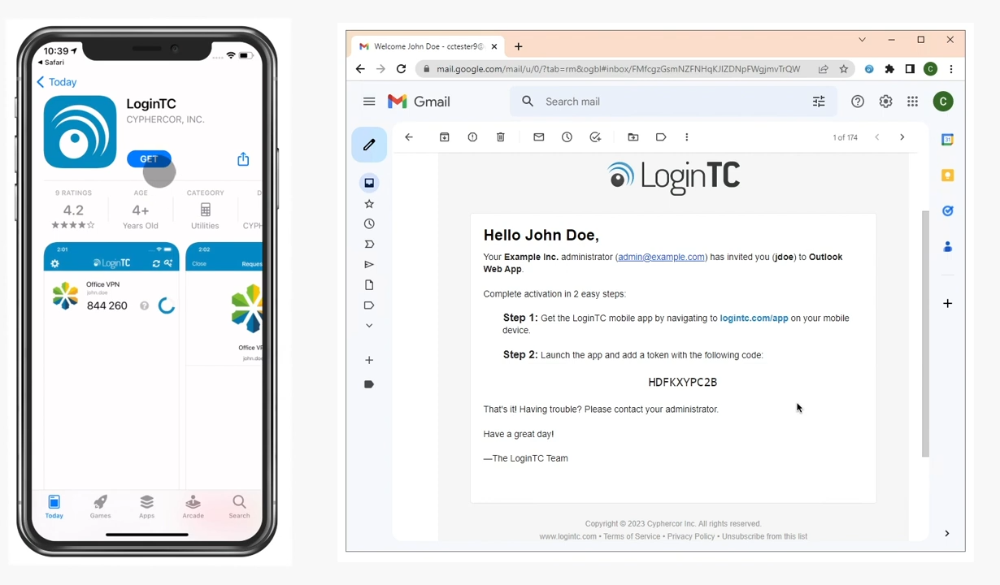 10:39
Safari
Today
LoginTC
CYPHERCOR, INC.
GET
9 RATINGS
AGE
CATEGORY
D
4.2
4+
Years Old
Utilities
CYPH
2:01
LoginTC
Office VPN
john.doe
844 260
?
2:02
Close
Reques
Office VF
john.doe
Today
Games
Apps
Arcade
Search
Welcome John Doe - cctester9@
mail.google.com/mail/u/0/?tab=rm&ogbl#inbox/FMfcgzGsmNZFNHqKJIZDNpFWgjmvTrQW
C
Gmail
Search mail
C
1 of 174
31
LoginTC
Hello John Doe,
Your Example Inc. administrator (admin@example.com) has invited you (jdoe) to Outlook
Web App.
Complete activation in 2 easy steps:
Step 1: Get the LoginTC mobile app by navigating to logintc.com/app on your mobile
device.
Step 2: Launch the app and add a token with the following code:
HDFKXYPC2B
That's it! Having trouble? Please contact your administrator.
Have a great day!
—The LoginTC Team
Copyright © 2023 Cyphercor Inc. All rights reserved.
www.logintc.com • Terms of Service • Privacy Policy • Unsubscribe from this list